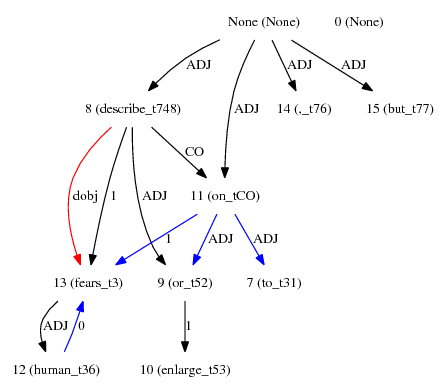 None (None) 0 (None)
ADJ ADJ ADJ ADJ
8 (describe_t748) 14 (,_t76) 15 (but_t77)
CO
dobj 1 ADJ 11 (on_tCO)
1 ADJ ADJ
13 (fears_t3) 9 (or_t52) 7 (to_t31)
ADJ 0 1
12 (human_t36) 10 (enlarge_t53)